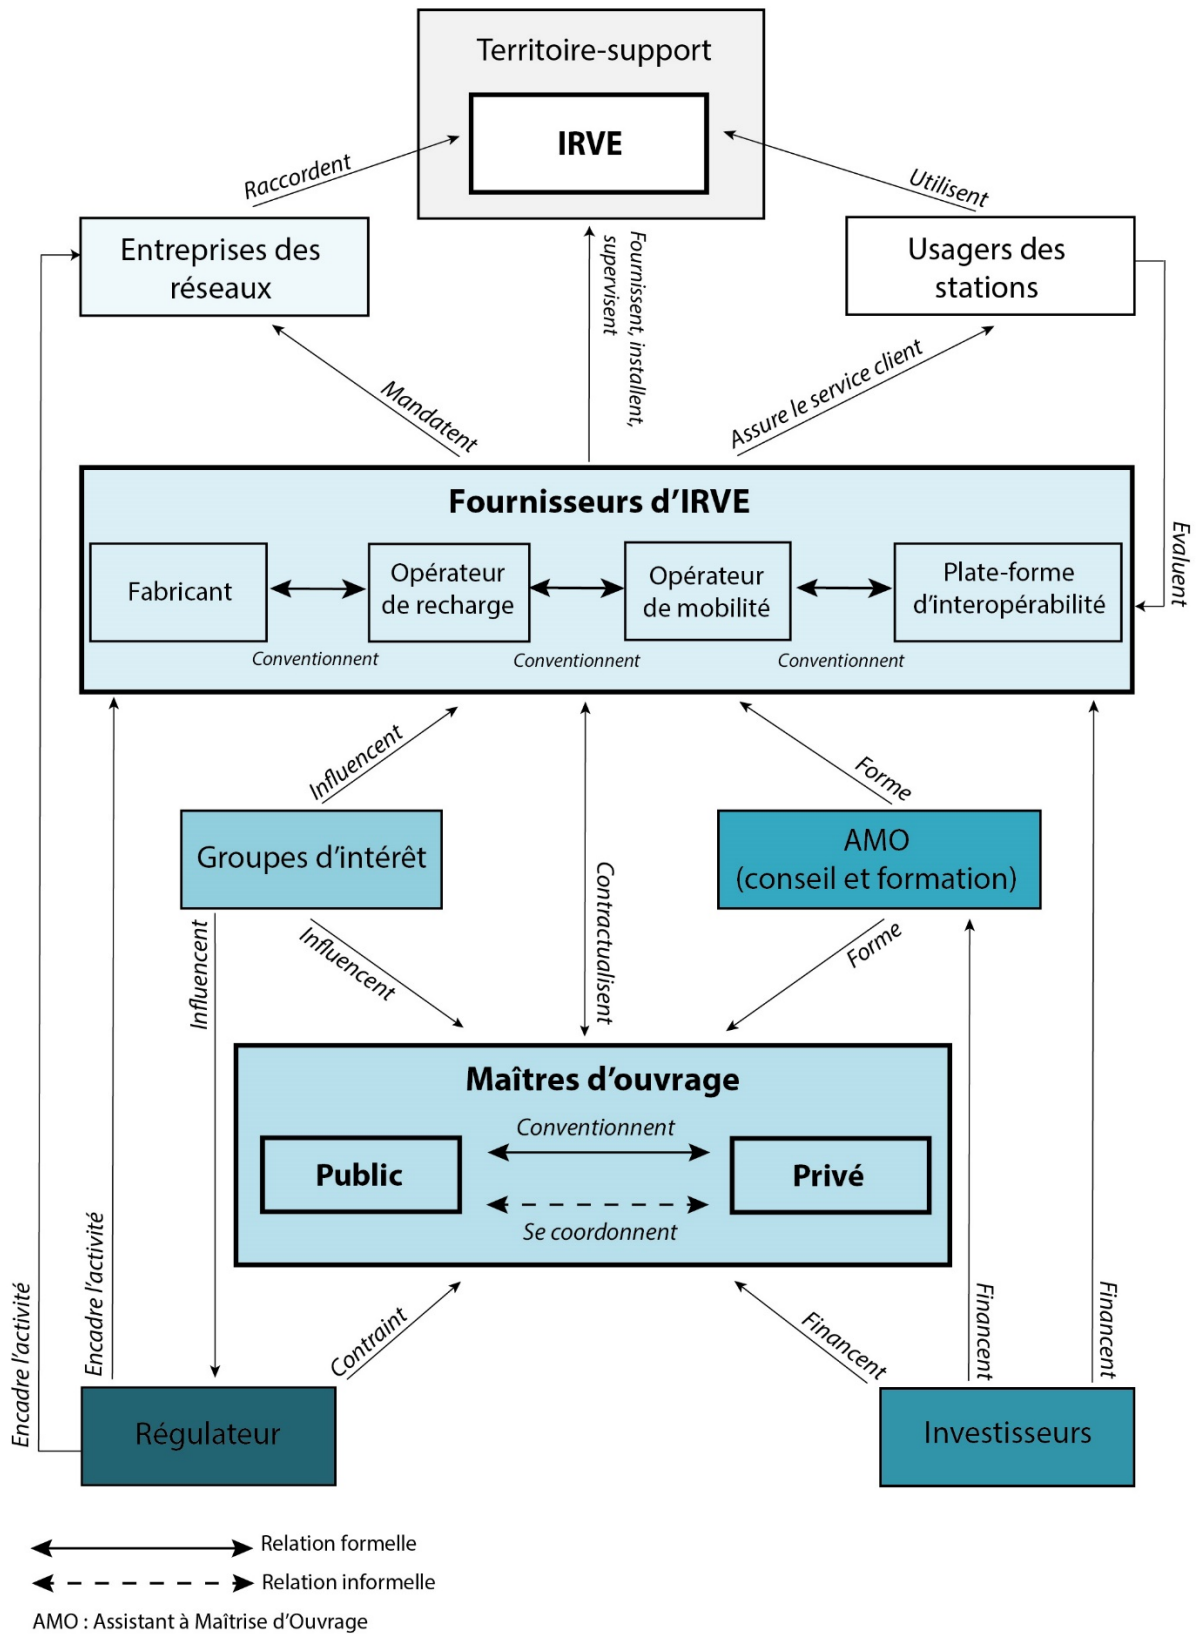 Territoire-support
IRVE
Raccordent
Utilisent
Entreprises des
réseaux
Fournissent, installent,
supervisent
Usagers des
stations
Mandatent
Assure le service client
Evaluent
Fournisseurs d’IRVE
Fabricant
Opérateur
de recharge
Opérateur
de mobilité
Plate-forme
d’interopérabilité
Conventionnent
Conventionnent
Conventionnent
Influencent
Forme
Groupes d’intérêt
AMO
(conseil et formation)
Contractualisent
Influencent
Influencent
Forme
Maîtres d’ouvrage
Conventionnent
Public
Privé
Se coordonnent
Encadre l’activité
Encadre l’activité
Contraint
Financent
Financent
Financent
Régulateur
Investisseurs
Relation formelle
Relation informelle
AMO : Assistant à Maîtrise d’Ouvrage